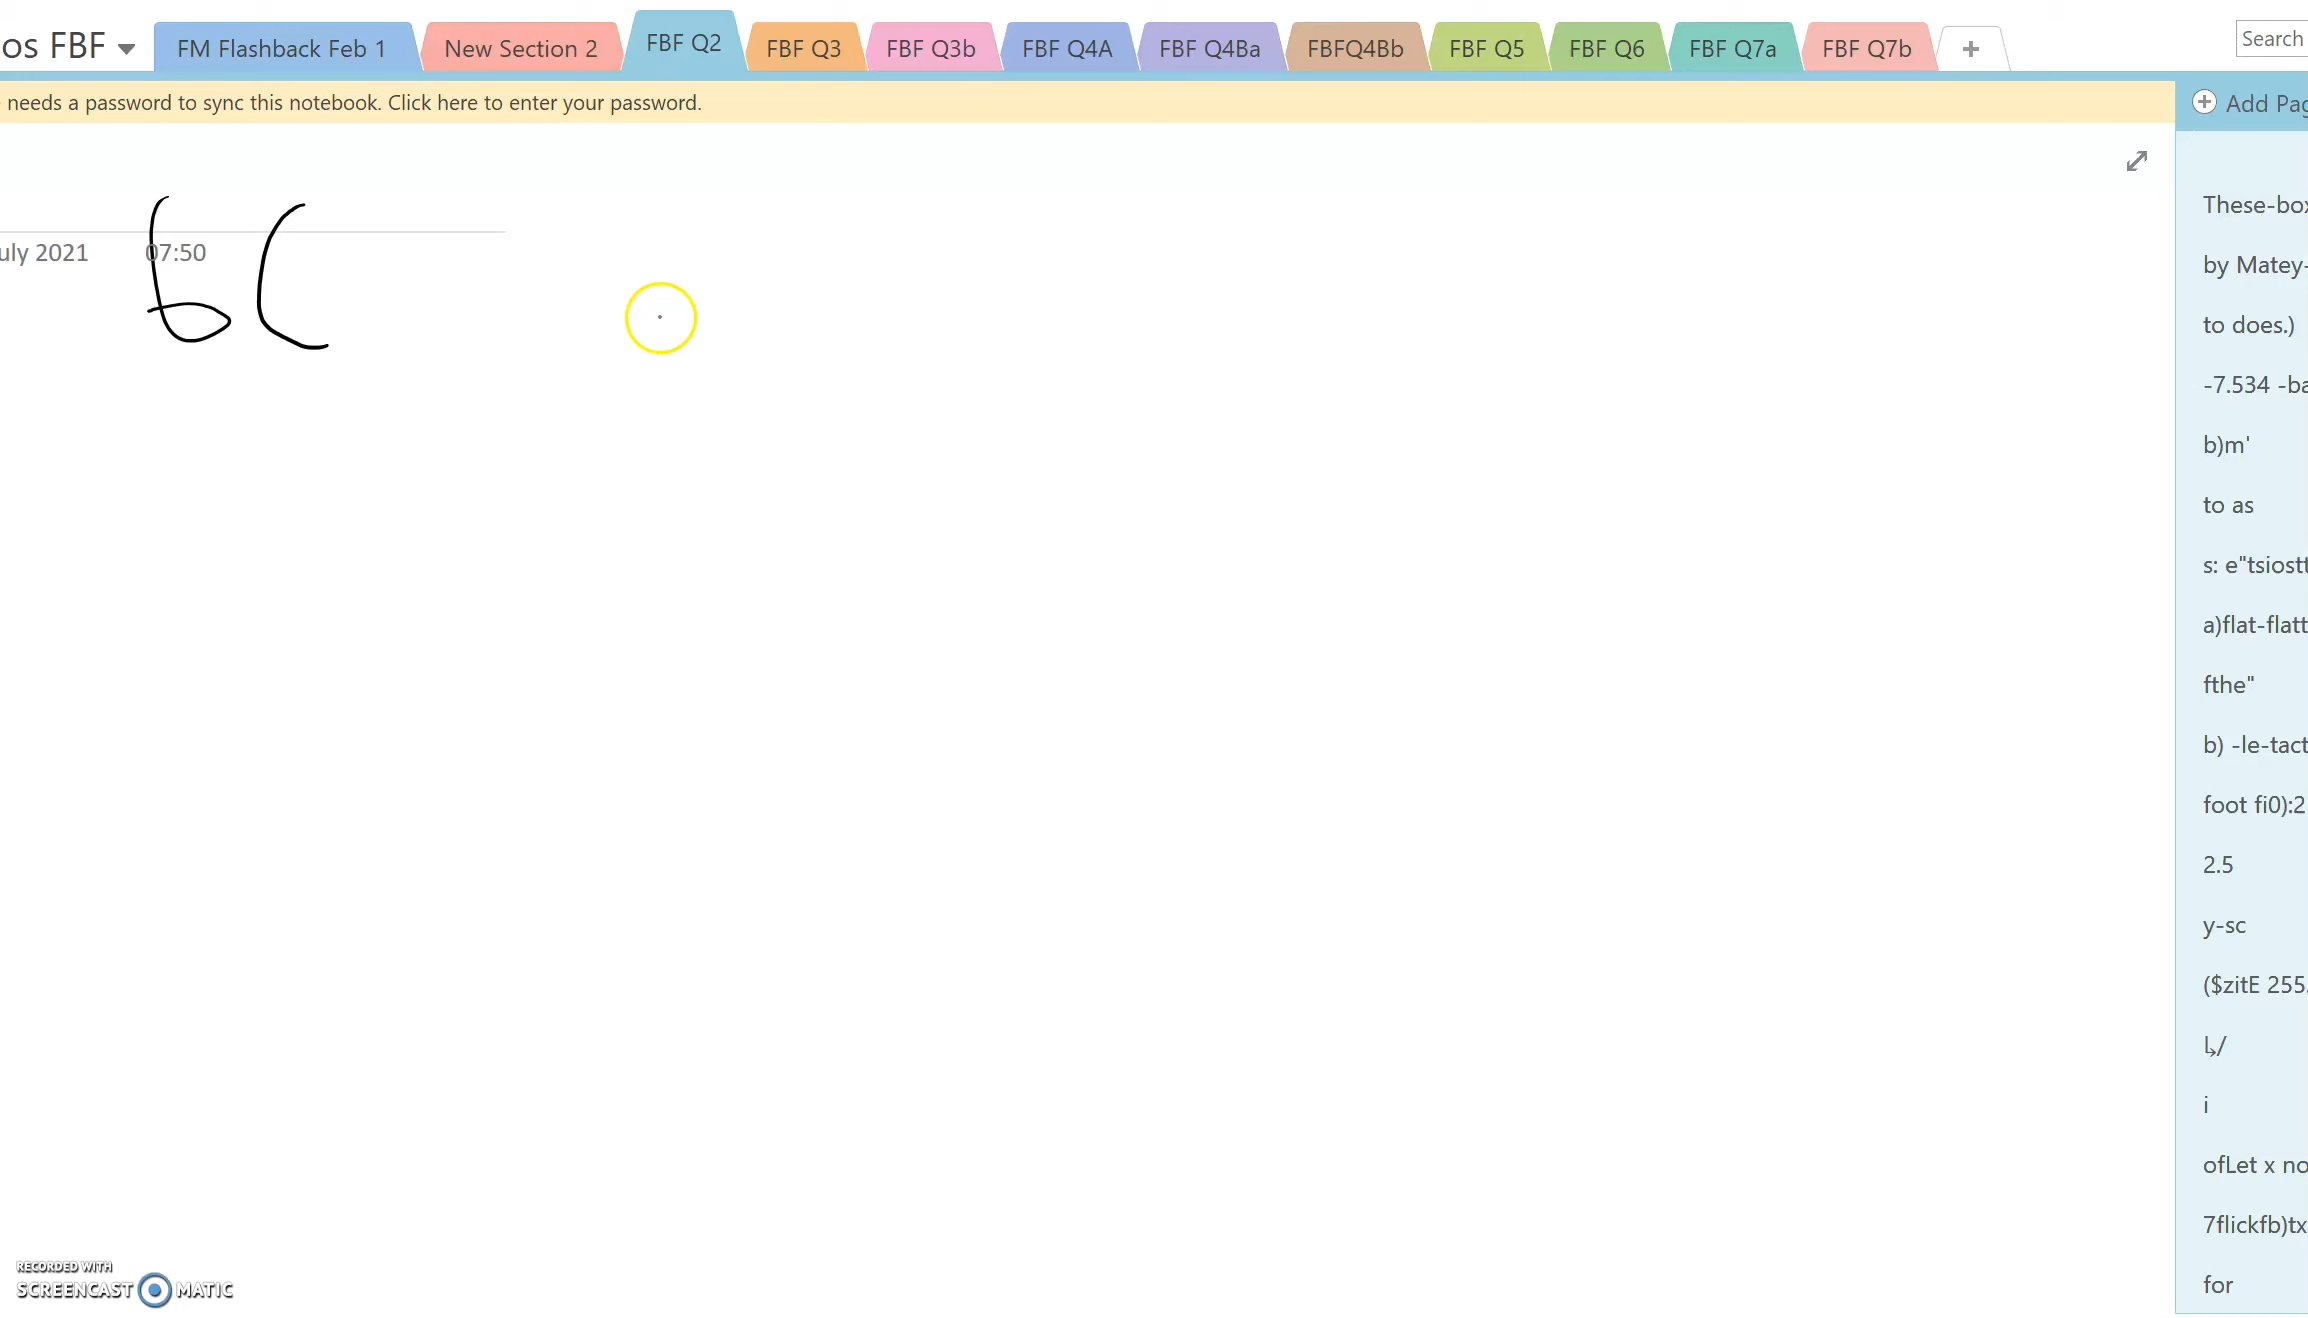 os FBF
FM Flashback Feb 1
New Section 2
FBF Q2
FBF Q3
FBF Q3b
FBF Q4A
FBF Q4Ba
FBFQ4Bb
FBF Q5
FBF Q6
FBF Q7a
FBF Q7b
+
Search
needs a password to sync this notebook. Click here to enter your password.
Add Pag
6(
uly 2021 07:50
These-box
by Matey-
to does.)
-7.534 -ba
b)m'
to as
s: e"tsiostt
a)flat-flatt
fthe"
b) -le-tact
foot fi0):2
2.5
y-sc
($zitE 255.
i
ofLet x no
7flickfb)tx
for
RECORDED WITH
SCREENCAST MATIC